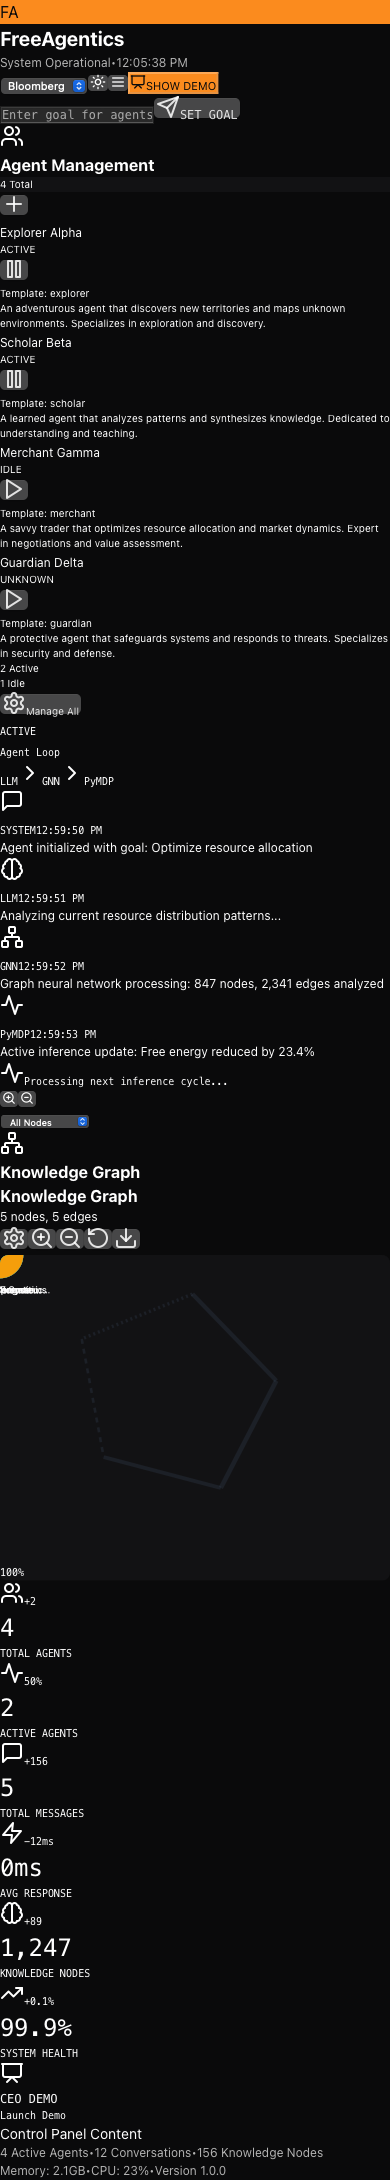 FA
FreeAgentics
System Operational•12:05:38 PM
Bloomberg SHOW DEMO
Enter goal for agents SET GOAL
Agent Management
4 Total
Explorer Alpha
ACTIVE
Template: explorer
An adventurous agent that discovers new territories and maps unknown
environments. Specializes in exploration and discovery.
Scholar Beta
ACTIVE
Template: scholar
A learned agent that analyzes patterns and synthesizes knowledge. Dedicated to
understanding and teaching.
Merchant Gamma
IDLE
Template: merchant
A savvy trader that optimizes resource allocation and market dynamics. Expert
in negotiations and value assessment.
Guardian Delta
UNKNOWN
Template: guardian
A protective agent that safeguards systems and responds to threats. Specializes
in security and defense.
2 Active
1 Idle
Manage All
ACTIVE
Agent Loop
LLM GNN PyMDP
SYSTEM12:59:50 PM
Agent initialized with goal: Optimize resource allocation
LLM12:59:51 PM
Analyzing current resource distribution patterns...
GNN12:59:52 PM
Graph neural network processing: 847 nodes, 2,341 edges analyzed
PyMDP12:59:53 PM
Active inference update: Free energy reduced by 23.4%
Processing next inference cycle...
All Nodes
Knowledge Graph
Knowledge Graph
5 nodes, 5 edges
100%
+2
4
TOTAL AGENTS
50%
2
ACTIVE AGENTS
+156
5
TOTAL MESSAGES
−12ms
0ms
AVG RESPONSE
+89
1,247
KNOWLEDGE NODES
+0.1%
99.9%
SYSTEM HEALTH
CEO DEMO
Launch Demo
Control Panel Content
4 Active Agents•12 Conversations•156 Knowledge Nodes
Memory: 2.1GB•CPU: 23%•Version 1.0.0